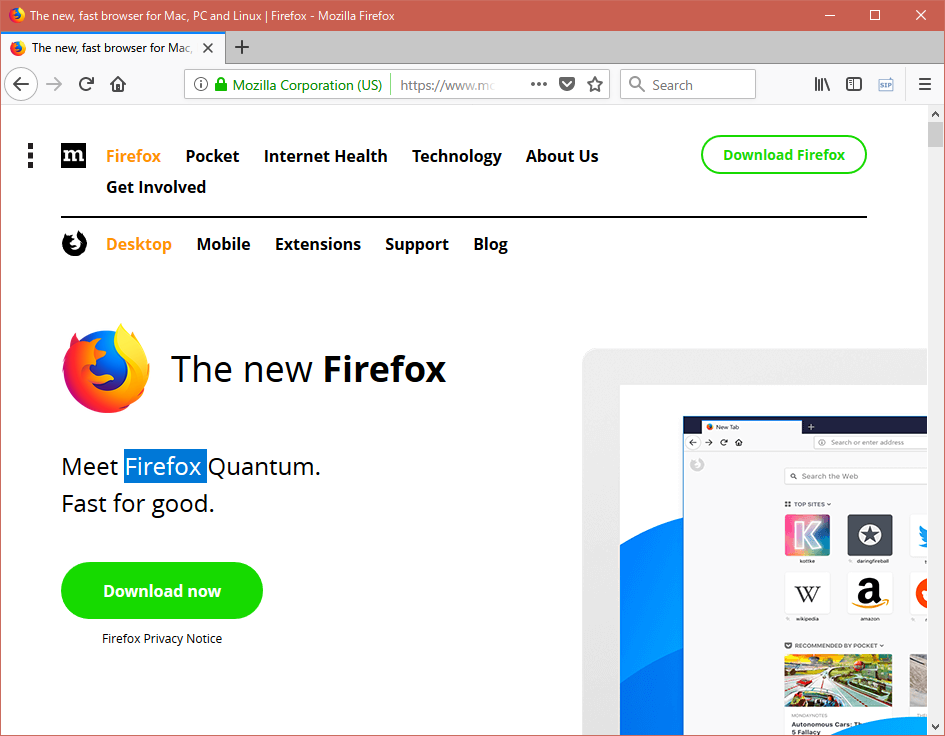 The new, fast browser for Mac, PC and Linux | Firefox - Mozilla Firefox
The new, fast browser for Mac,
Mozilla Corporation (US) https://www.mo
Search
SIP
m Firefox Pocket Internet Health Technology About Us
Get Involved
Download Firefox
Desktop Mobile Extensions Support Blog
The new Firefox
Meet Firefox Quantum.
Fast for good.
Download now
Firefox Privacy Notice
New Tab
Search or enter address
Search the Web
TOP SITES
K
kottke daringfireball
W a
wikipedia amazon
RECOMMENDED BY POCKET
MONDAYNOTES
Autonomous Cars: The
5 Fallacy